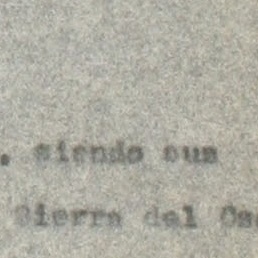 . siendo sus
Sierra del